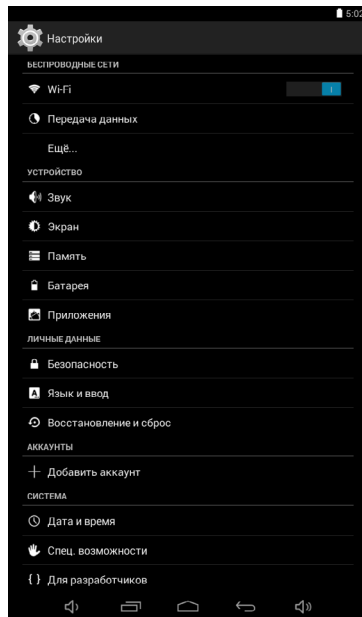 5:02
Настройки
БЕСПРОВОДНЫЕ СЕТИ
Wi-Fi
Передача данных
Ещё...
УСТРОЙСТВО
Звук
Экран
Память
Батарея
Приложения
ЛИЧНЫЕ ДАННЫЕ
Безопасность
Язык и ввод
Восстановление и сброс
АККАУНТЫ
Добавить аккаунт
СИСТЕМА
Дата и время
Спец. возможности
{ } Для разработчиков